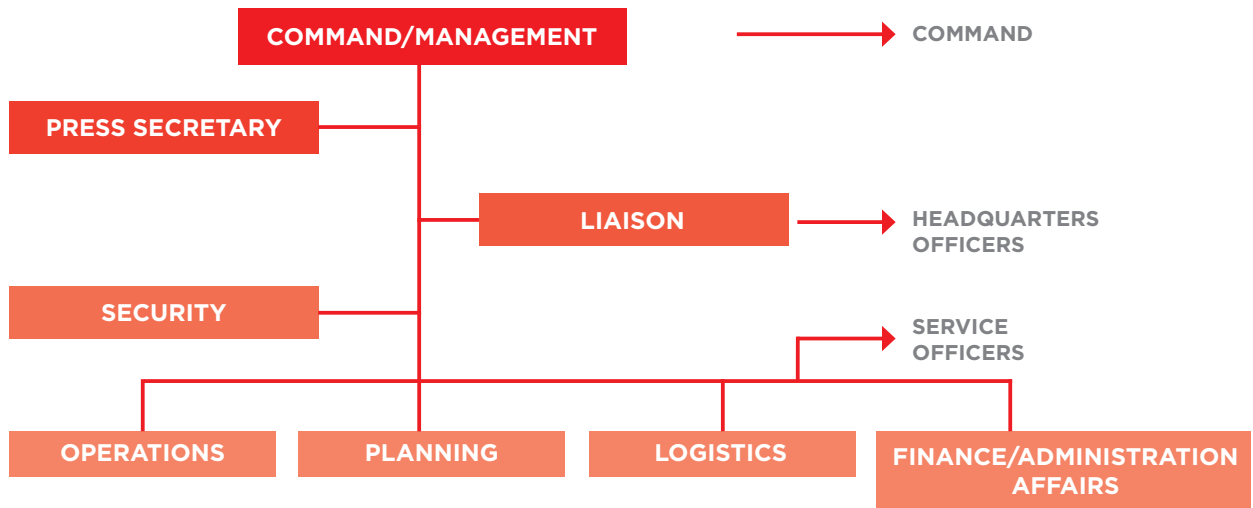 COMMAND/MANAGEMENT
COMMAND
PRESS SECRETARY
LIAISON
HEADQUARTERS
OFFICERS
SECURITY
SERVICE
OFFICERS
OPERATIONS
PLANNING
LOGISTICS
FINANCE/ADMINISTRATION
AFFAIRS